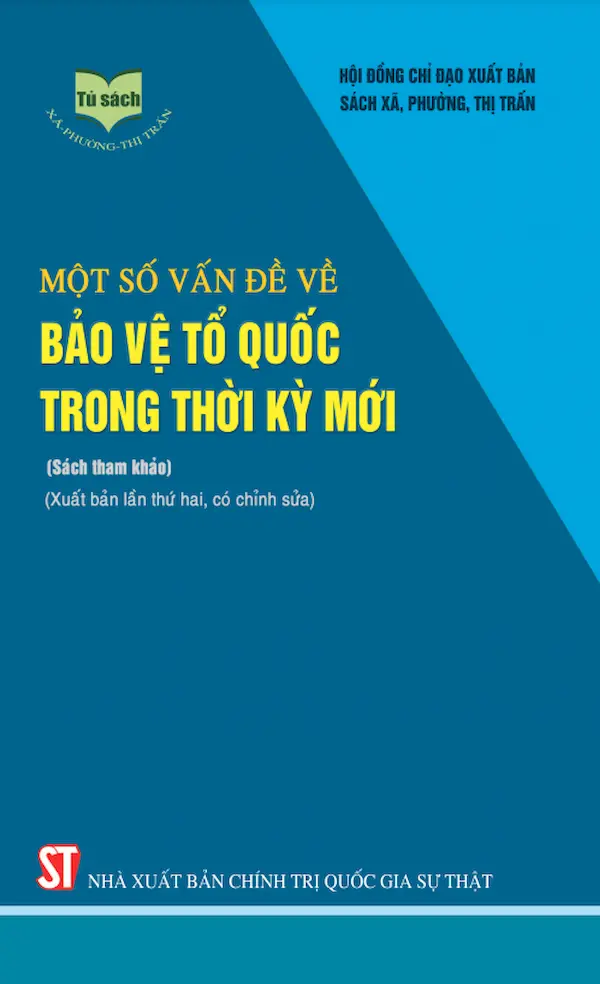 Tủ sách
XÃ-PHƯỜNG-THỊ TRẤN
HỘI ĐỒNG CHỈ ĐẠO XUẤT BẢN
SÁCH XÃ, PHƯỜNG, THỊ TRẤN
MỘT SỐ VẤN ĐỀ VỀ
BẢO VỆ TỔ QUỐC
TRONG THỜI KỲ MỚI
(Sách tham khảo)
(Xuất bản lần thứ hai, có chỉnh sửa)
ST
NHÀ XUẤT BẢN CHÍNH TRỊ QUỐC GIA SỰ THẬT